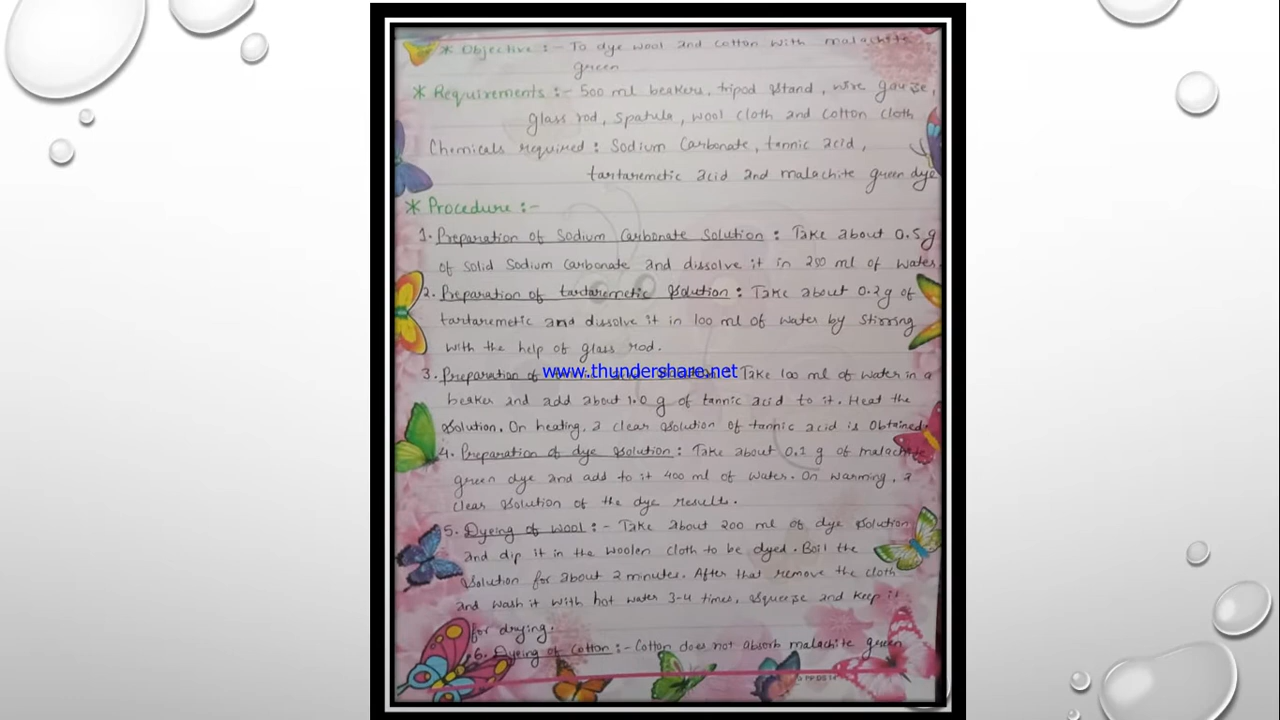 * Objective :- To dye wool and cotton with malachite
green
* Requirements :- 500 ml beakers, tripod stand, wire gauze,
glass rod, spatula, wool cloth and cotton cloth
Chemicals required : Sodium Carbonate, tannic acid,
tartaremetic acid and malachite green dye
* Procedure :-
1. Preparation of Sodium Carbonate Solution : Take about 0.5 g
of solid Sodium Carbonate and dissolve it in 250 ml of water.
2. Preparation of tartaremetic Solution : Take about 0.2 g of
tartaremetic and dissolve it in 100 ml of water by stirring
with the help of glass rod.
3. Preparation of Take 100 ml of water in a
www.thundershare.net
beaker and add about 1.0 g of tannic acid to it. Heat the
Solution. On heating, a clear solution of tannic acid is obtained.
4. Preparation of dye solution : Take about 0.1 g of malachite
green dye and add to it 400 ml of water. On warming, a
clear solution of the dye results.
5. Dyeing of wool :- Take about 200 ml of dye solution
and dip it in the woolen cloth to be dyed. Boil the
Solution for about 2 minutes. After that remove the cloth
and wash it with hot water 3-4 times, squeeze and keep it
for drying.
6. Dyeing of cotton :- Cotton does not absorb malachite green